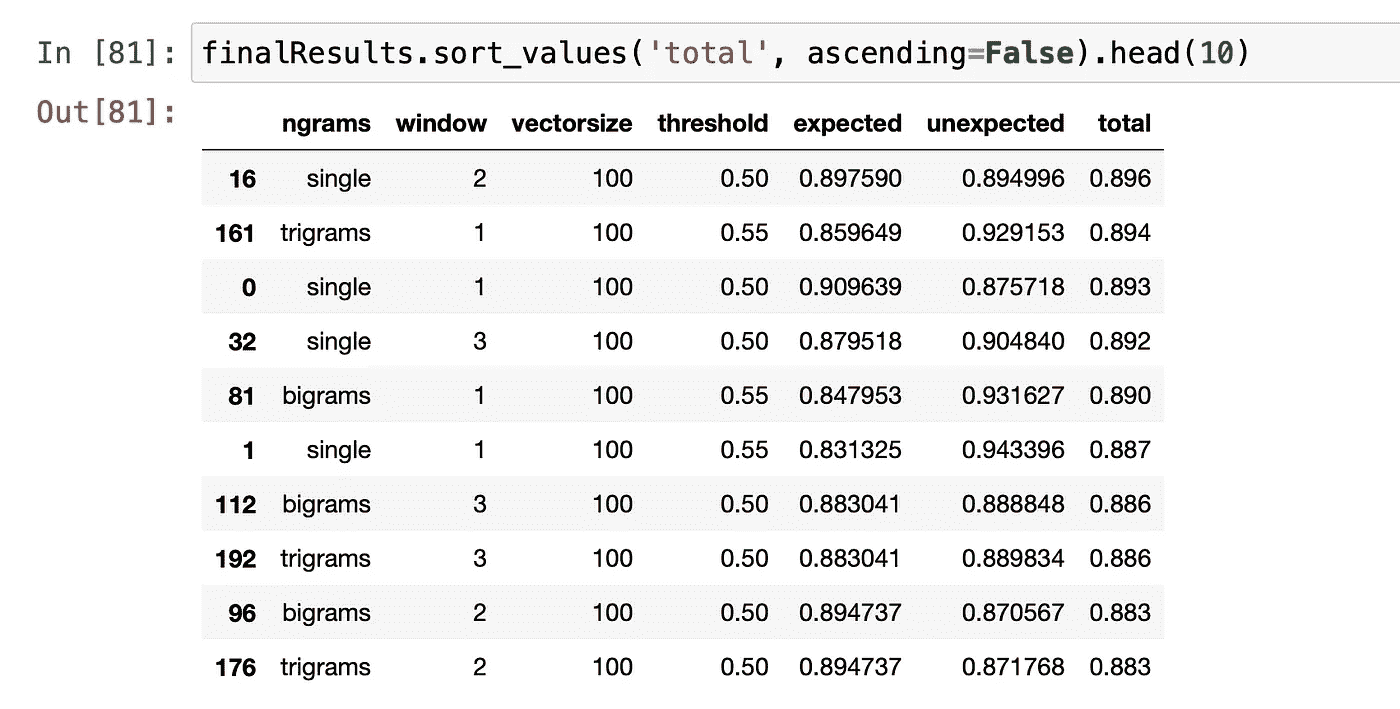 In [81]: finalResults.sort_values('total', ascending=False).head(10)
Out[81]:
ngrams window vectorsize threshold expected unexpected total
16 single 2 100 0.50 0.897590 0.894996 0.896
161 trigrams 1 100 0.55 0.859649 0.929153 0.894
0 single 1 100 0.50 0.909639 0.875718 0.893
32 single 3 100 0.50 0.879518 0.904840 0.892
81 bigrams 1 100 0.55 0.847953 0.931627 0.890
1 single 1 100 0.55 0.831325 0.943396 0.887
112 bigrams 3 100 0.50 0.883041 0.888848 0.886
192 trigrams 3 100 0.50 0.883041 0.889834 0.886
96 bigrams 2 100 0.50 0.894737 0.870567 0.883
176 trigrams 2 100 0.50 0.894737 0.871768 0.883